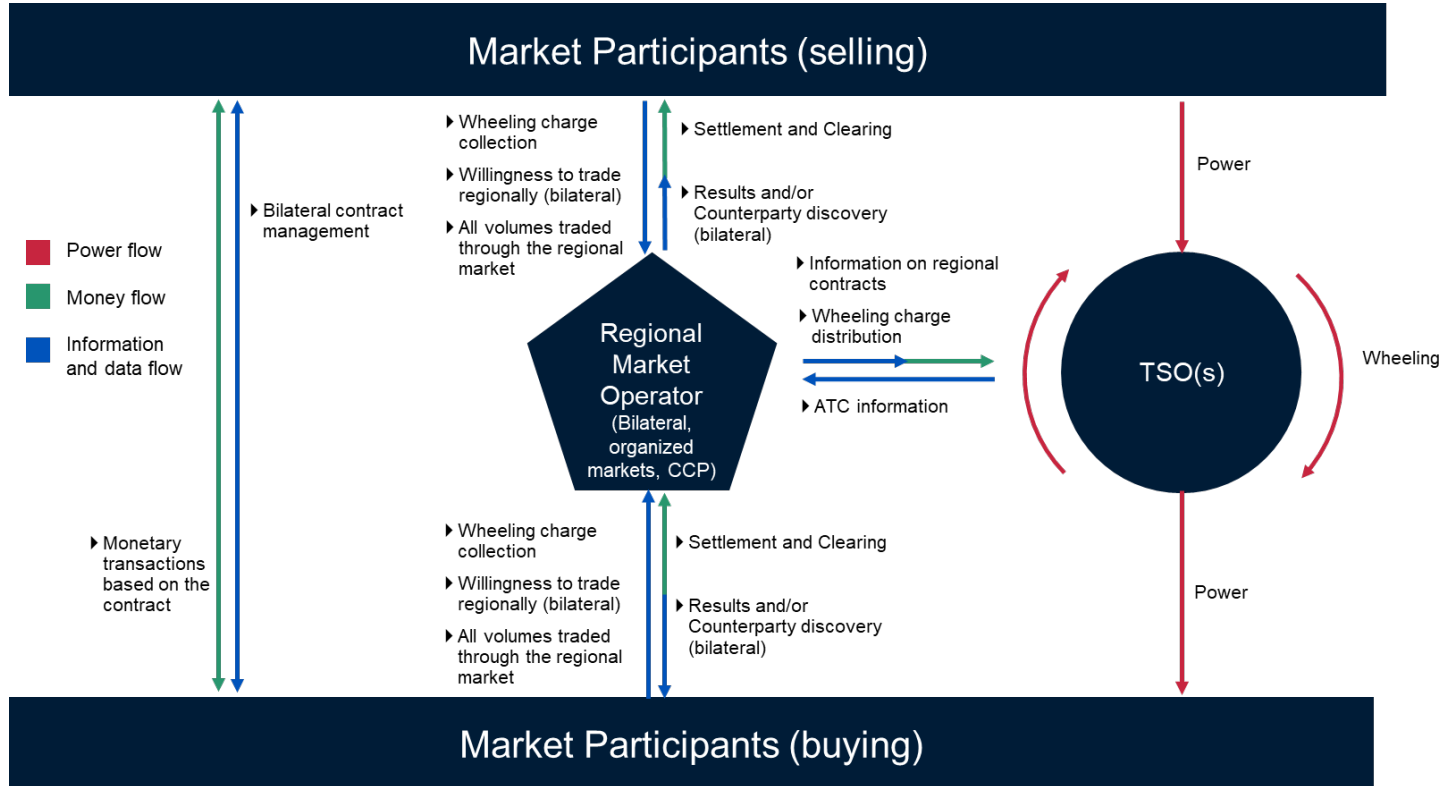 Market Participants (selling)
Wheeling charge
collection
Willingness to trade
regionally (bilateral)
All volumes traded
through the regional
market
Settlement and Clearing
Results and/or
Counterparty discovery
(bilateral)
Power
Bilateral contract
management
Power flow
Money flow
Information
and data flow
Information on regional
contracts
Wheeling charge
distribution
ATC information
Regional
Market
Operator
(Bilateral,
organized
markets, CCP)
TSO(s)
Wheeling
Monetary
transactions
based on the
contract
Wheeling charge
collection
Willingness to trade
regionally (bilateral)
All volumes traded
through the regional
market
Settlement and Clearing
Results and/or
Counterparty discovery
(bilateral)
Power
Market Participants (buying)